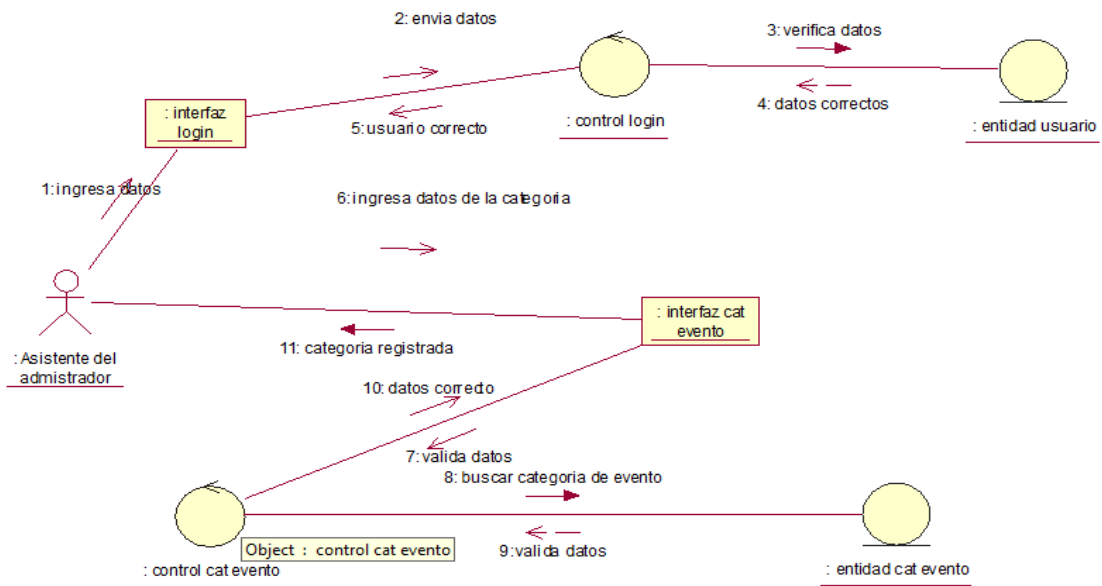 2: envia datos
3: verifica datos
: interfaz
login
5: usuario correcto
: control login
4: datos correctos
: entidad usuario
1: ingresa datos
6: ingresa datos de la categoria
: interfaz cat
evento
: Asistente del
admistrador
11: categoria registrada
10: datos correcto
7: valida datos
8: buscar categoria de evento
Object : control cat evento
9: valida datos
: control cat evento
: entidad cat evento